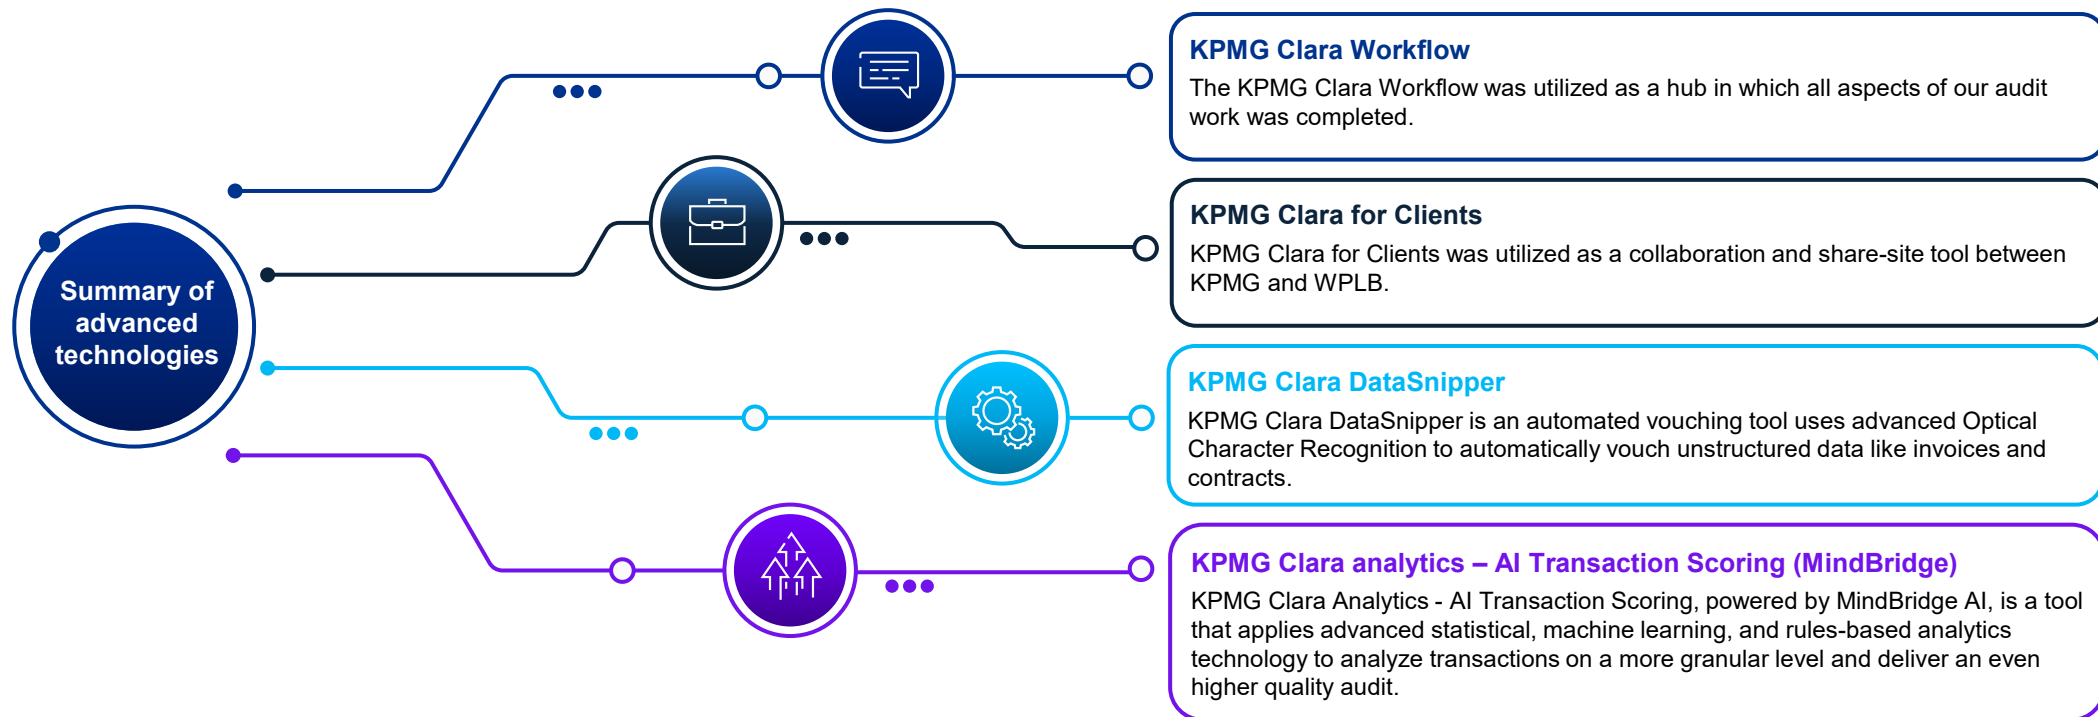 Summary of
advanced
technologies
KPMG Clara Workflow
The KPMG Clara Workflow was utilized as a hub in which all aspects of our audit
work was completed.
KPMG Clara for Clients
KPMG Clara for Clients was utilized as a collaboration and share-site tool between
KPMG and WPLB.
KPMG Clara DataSnipper
KPMG Clara DataSnipper is an automated vouching tool uses advanced Optical
Character Recognition to automatically vouch unstructured data like invoices and
contracts.
KPMG Clara analytics – AI Transaction Scoring (MindBridge)
KPMG Clara Analytics - AI Transaction Scoring, powered by MindBridge AI, is a tool
that applies advanced statistical, machine learning, and rules-based analytics
technology to analyze transactions on a more granular level and deliver an even
higher quality audit.